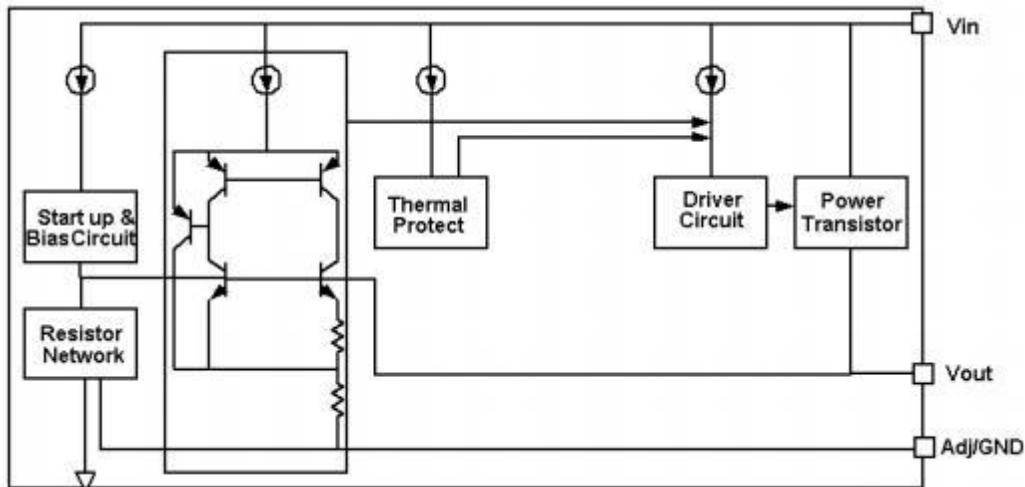 Vin
Start up &
Bias Circuit
Thermal
Protect
Driver
Circuit
Power
Transistor
Resistor
Network
Vout
Adj/GND